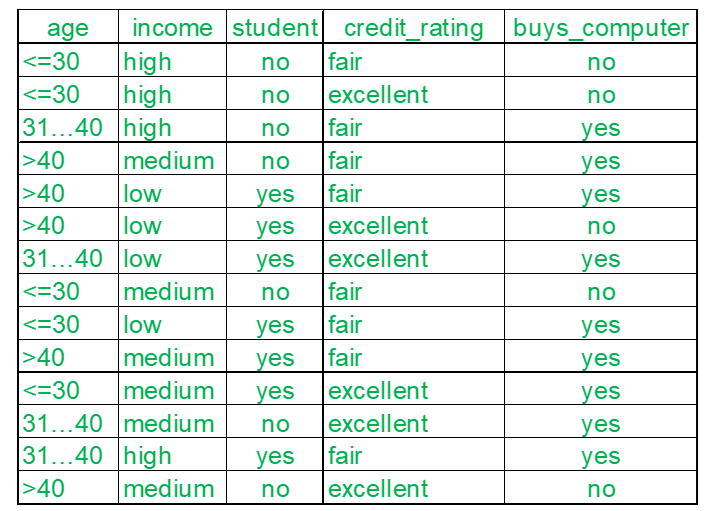 age income student credit_rating buys_computer
<=30 high no fair no
<=30 high no excellent no
31…40 high no fair yes
>40 medium no fair yes
>40 low yes fair yes
>40 low yes excellent no
31…40 low yes excellent yes
<=30 medium no fair no
<=30 low yes fair yes
>40 medium yes fair yes
<=30 medium yes excellent yes
31…40 medium no excellent yes
31…40 high yes fair yes
>40 medium no excellent no